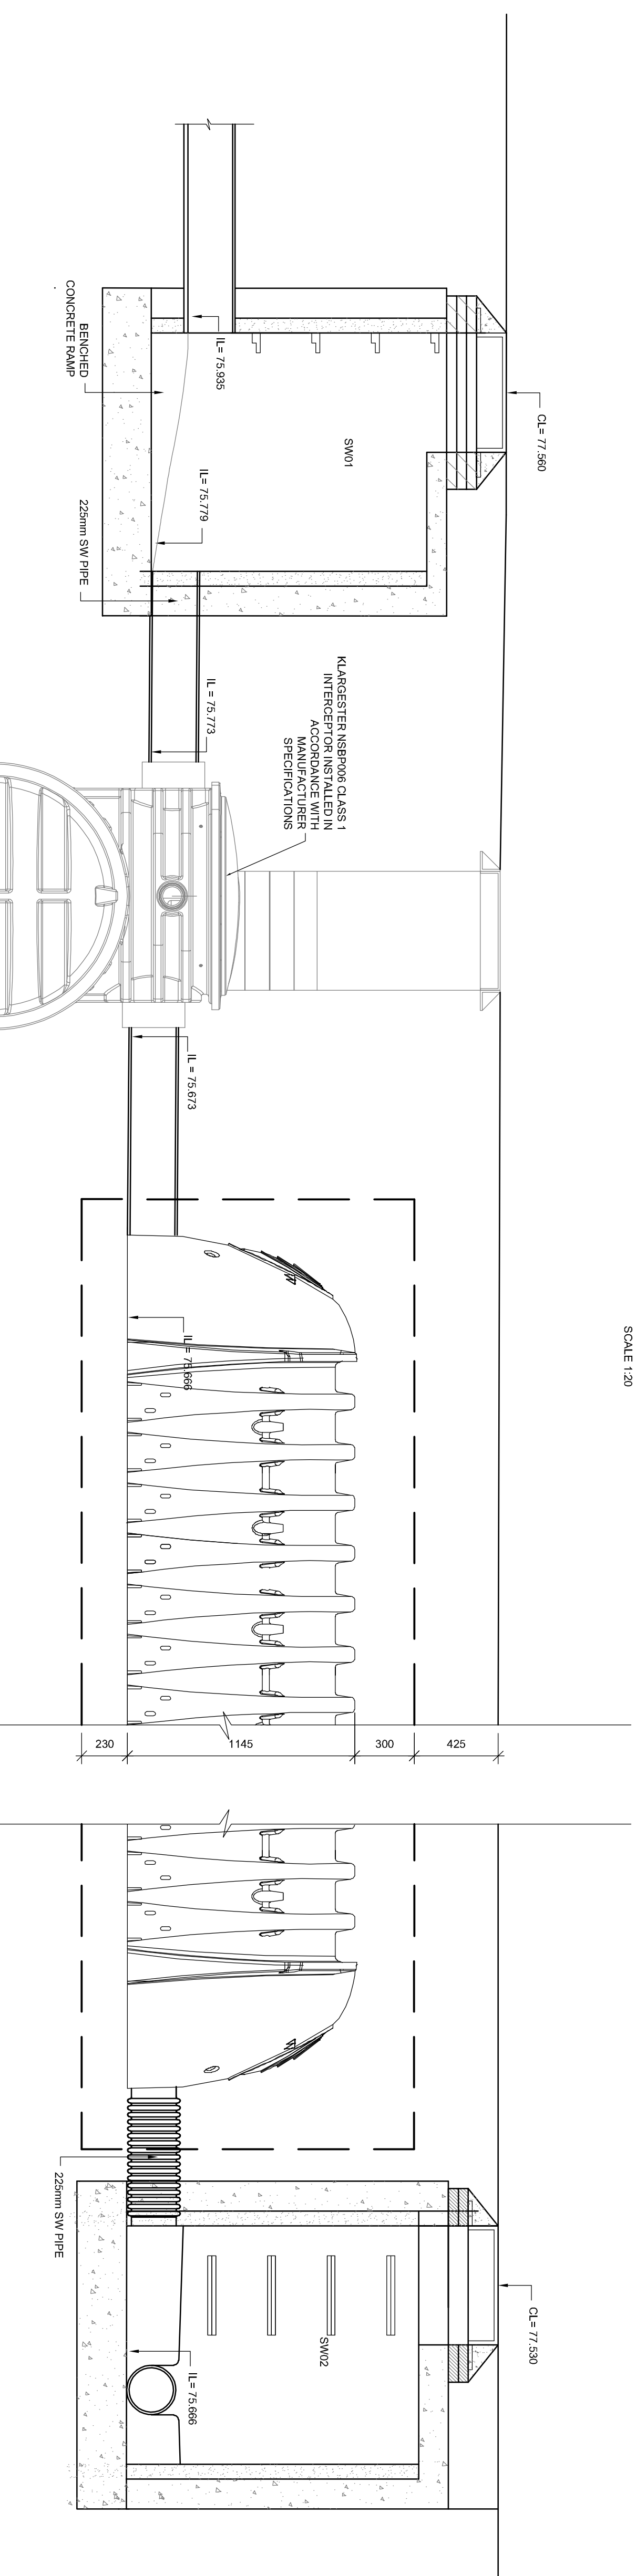 SCALE 1:20
CL= 77.560
SW01
IL= 75.935
IL= 75.779
BENCHED
CONCRETE RAMP
225mm SW PIPE
IL = 75.773
KLARGESTER NSBP006 CLASS 1
INTERCEPTOR INSTALLED IN
ACCORDANCE WITH
MANUFACTURER
SPECIFICATIONS
IL = 75.673
IL= 75.666
425
300
1145
230
225mm SW PIPE
CL= 77.530
SW02
IL= 75.666